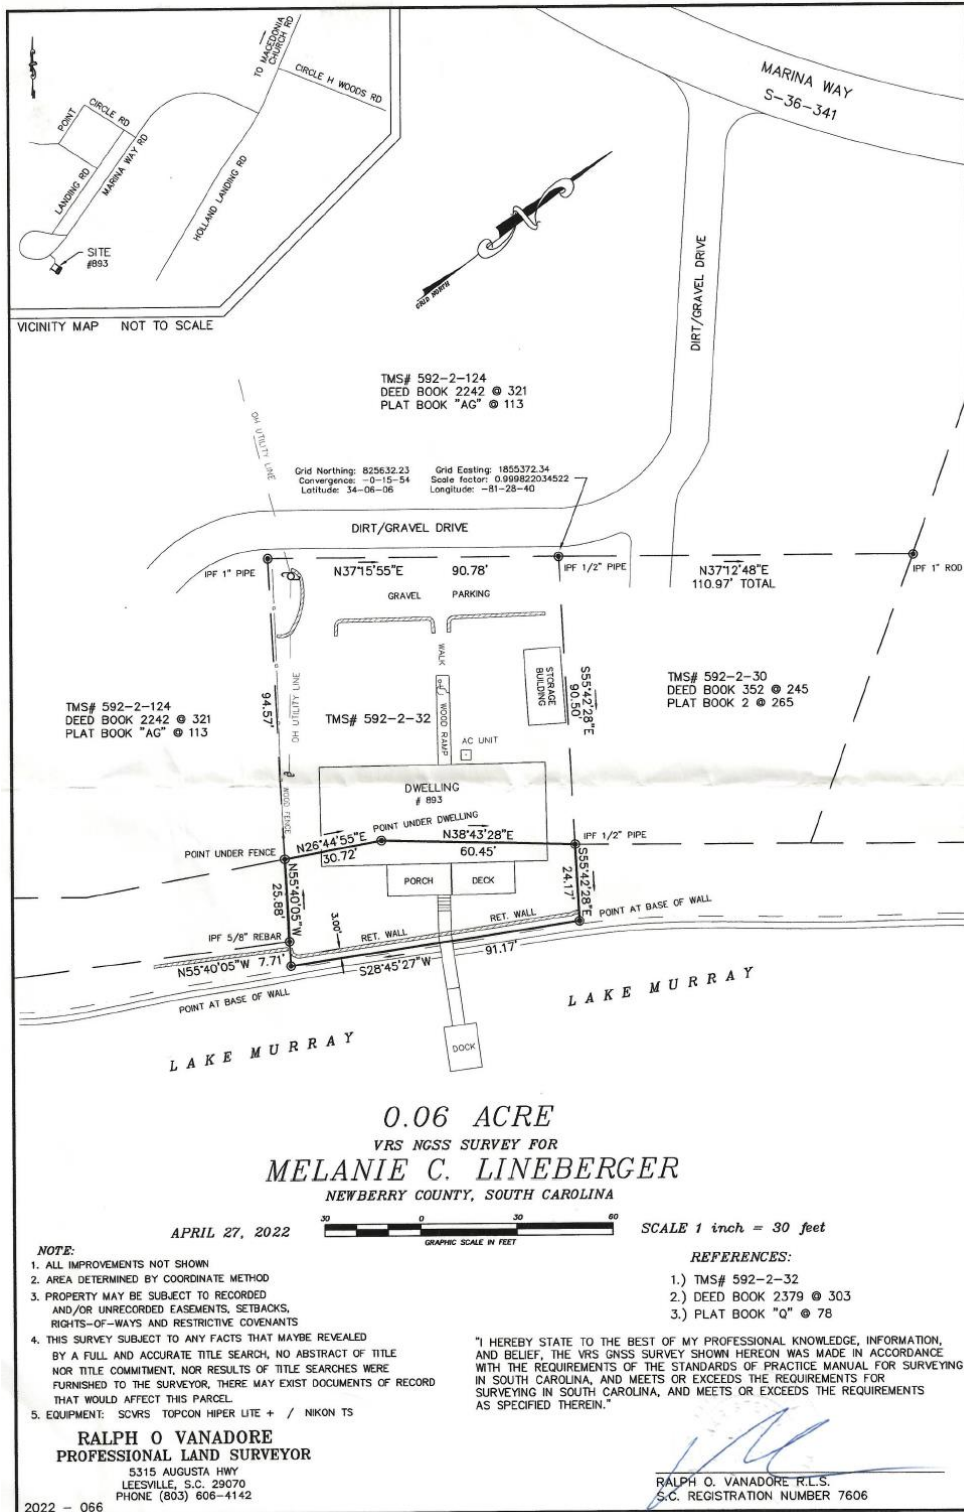 TO MACEDONIA
CHURCH RD
CIRCLE H WOODS RD
POINT
CIRCLE RD
LANDING RD
MARINA WAY RD
HOLLAND LANDING RD
SITE
#893
VICINITY MAP NOT TO SCALE
MARINA WAY
S-36-341
GRID NORTH
DIRT/GRAVEL DRIVE
TMS# 592-2-124
DEED BOOK 2242 @ 321
PLAT BOOK "AG" @ 113
OH UTILITY LINE
Grid Northing: 825632.23 Grid Easting: 1855372.34
Convergence: -0-15-54 Scale factor: 0.999822034522
Latitude: 34-06-06 Longitude: -81-28-40
DIRT/GRAVEL DRIVE
IPF 1" PIPE
N37°15'55"E 90.78'
IPF 1/2" PIPE
N37°12'48"E
110.97' TOTAL
IPF 1" ROD
GRAVEL PARKING
WALK
STORAGE
BUILDING
S55°42'28"E
90.50'
TMS# 592-2-30
DEED BOOK 352 @ 245
PLAT BOOK 2 @ 265
94.57'
OH UTILITY LINE
TMS# 592-2-124
DEED BOOK 2242 @ 321
PLAT BOOK "AG" @ 113
TMS# 592-2-32
WOOD RAMP
AC UNIT
WOOD FENCE
DWELLING
# 893
POINT UNDER DWELLING
POINT UNDER FENCE
N26°44'55"E
30.72'
N38°43'28"E
60.45'
IPF 1/2" PIPE
N55°40'05"W
25.88'
PORCH
DECK
S55°42'28"E
24.17'
POINT AT BASE OF WALL
IPF 5/8" REBAR
3.00'
RET. WALL
RET. WALL
N55°40'05"W 7.71'
S28°45'27"W
91.17'
POINT AT BASE OF WALL
LAKE MURRAY
LAKE MURRAY
DOCK
0.06 ACRE
VRS NGSS SURVEY FOR
MELANIE C. LINEBERGER
NEWBERRY COUNTY, SOUTH CAROLINA
APRIL 27, 2022
30 0 30 60
GRAPHIC SCALE IN FEET
SCALE 1 inch = 30 feet
NOTE:
1. ALL IMPROVEMENTS NOT SHOWN
2. AREA DETERMINED BY COORDINATE METHOD
3. PROPERTY MAY BE SUBJECT TO RECORDED
AND/OR UNRECORDED EASEMENTS, SETBACKS,
RIGHTS-OF-WAYS AND RESTRICTIVE COVENANTS
4. THIS SURVEY SUBJECT TO ANY FACTS THAT MAYBE REVEALED
BY A FULL AND ACCURATE TITLE SEARCH, NO ABSTRACT OF TITLE
NOR TITLE COMMITMENT, NOR RESULTS OF TITLE SEARCHES WERE
FURNISHED TO THE SURVEYOR, THERE MAY EXIST DOCUMENTS OF RECORD
THAT WOULD AFFECT THIS PARCEL.
5. EQUIPMENT: SCVRS TOPCON HIPER LITE + / NIKON TS
REFERENCES:
1.) TMS# 592-2-32
2.) DEED BOOK 2379 @ 303
3.) PLAT BOOK "Q" @ 78
"I HEREBY STATE TO THE BEST OF MY PROFESSIONAL KNOWLEDGE, INFORMATION,
AND BELIEF, THE VRS GNSS SURVEY SHOWN HEREON WAS MADE IN ACCORDANCE
WITH THE REQUIREMENTS OF THE STANDARDS OF PRACTICE MANUAL FOR SURVEYING
IN SOUTH CAROLINA, AND MEETS OR EXCEEDS THE REQUIREMENTS FOR
SURVEYING IN SOUTH CAROLINA, AND MEETS OR EXCEEDS THE REQUIREMENTS
AS SPECIFIED THEREIN."
RALPH O VANADORE
PROFESSIONAL LAND SURVEYOR
5315 AUGUSTA HWY
LEESVILLE, S.C. 29070
PHONE (803) 606-4142
2022 - 066
RALPH O. VANADORE R.L.S.
S.C. REGISTRATION NUMBER 7606